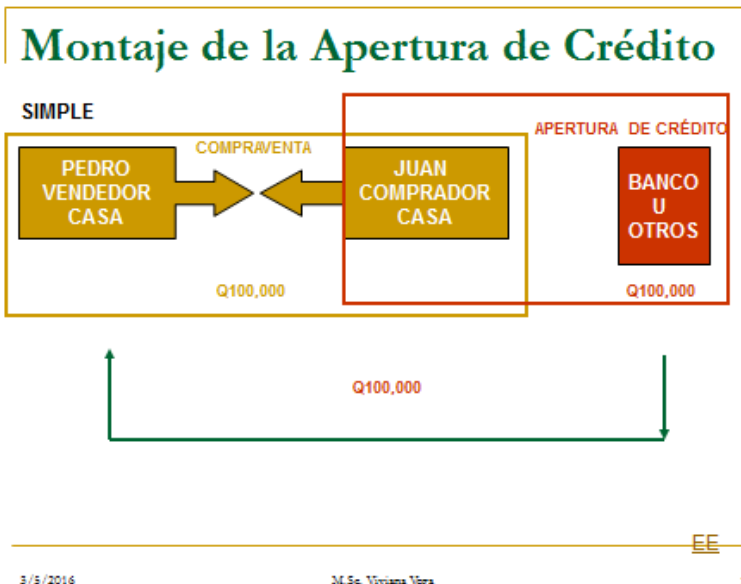 Montaje de la Apertura de Crédito
SIMPLE
APERTURA DE CRÉDITO
COMPRAVENTA
PEDRO
VENDEDOR
CASA
JUAN
COMPRADOR
CASA
BANCO
U
OTROS
Q100,000
Q100,000
Q100,000
EE
3/5/2016
M.Sc. Viviana Vega